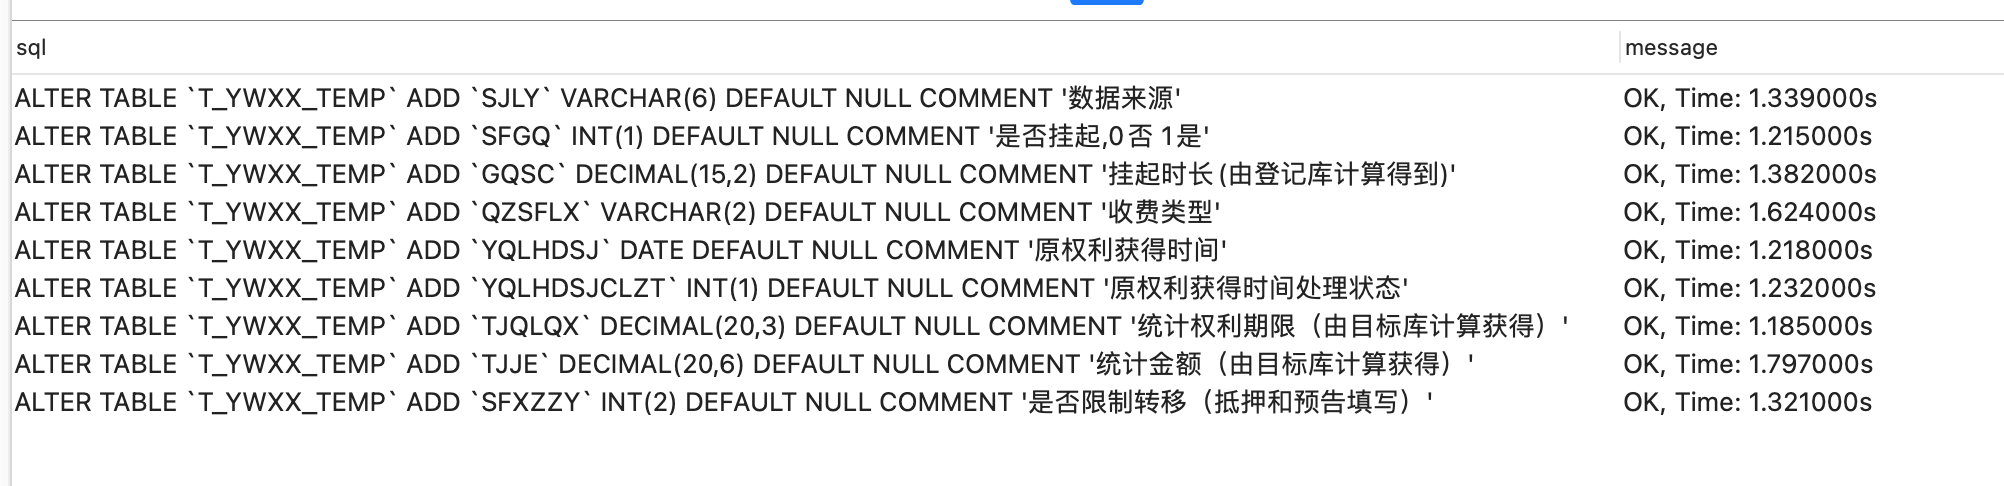 sql message
ALTER TABLE `T_YWXX_TEMP` ADD `SJLY` VARCHAR(6) DEFAULT NULL COMMENT '数据来源' OK, Time: 1.339000s
ALTER TABLE `T_YWXX_TEMP` ADD `SFGQ` INT(1) DEFAULT NULL COMMENT '是否挂起,0否 1是' OK, Time: 1.215000s
ALTER TABLE `T_YWXX_TEMP` ADD `GQSC` DECIMAL(15,2) DEFAULT NULL COMMENT '挂起时长(由登记库计算得到)' OK, Time: 1.382000s
ALTER TABLE `T_YWXX_TEMP` ADD `QZSFLX` VARCHAR(2) DEFAULT NULL COMMENT '收费类型' OK, Time: 1.624000s
ALTER TABLE `T_YWXX_TEMP` ADD `YQLHDSJ` DATE DEFAULT NULL COMMENT '原权利获得时间' OK, Time: 1.218000s
ALTER TABLE `T_YWXX_TEMP` ADD `YQLHDSJCLZT` INT(1) DEFAULT NULL COMMENT '原权利获得时间处理状态' OK, Time: 1.232000s
ALTER TABLE `T_YWXX_TEMP` ADD `TJQLQX` DECIMAL(20,3) DEFAULT NULL COMMENT '统计权利期限（由目标库计算获得）' OK, Time: 1.185000s
ALTER TABLE `T_YWXX_TEMP` ADD `TJJE` DECIMAL(20,6) DEFAULT NULL COMMENT '统计金额（由目标库计算获得）' OK, Time: 1.797000s
ALTER TABLE `T_YWXX_TEMP` ADD `SFXZZY` INT(2) DEFAULT NULL COMMENT '是否限制转移（抵押和预告填写）' OK, Time: 1.321000s